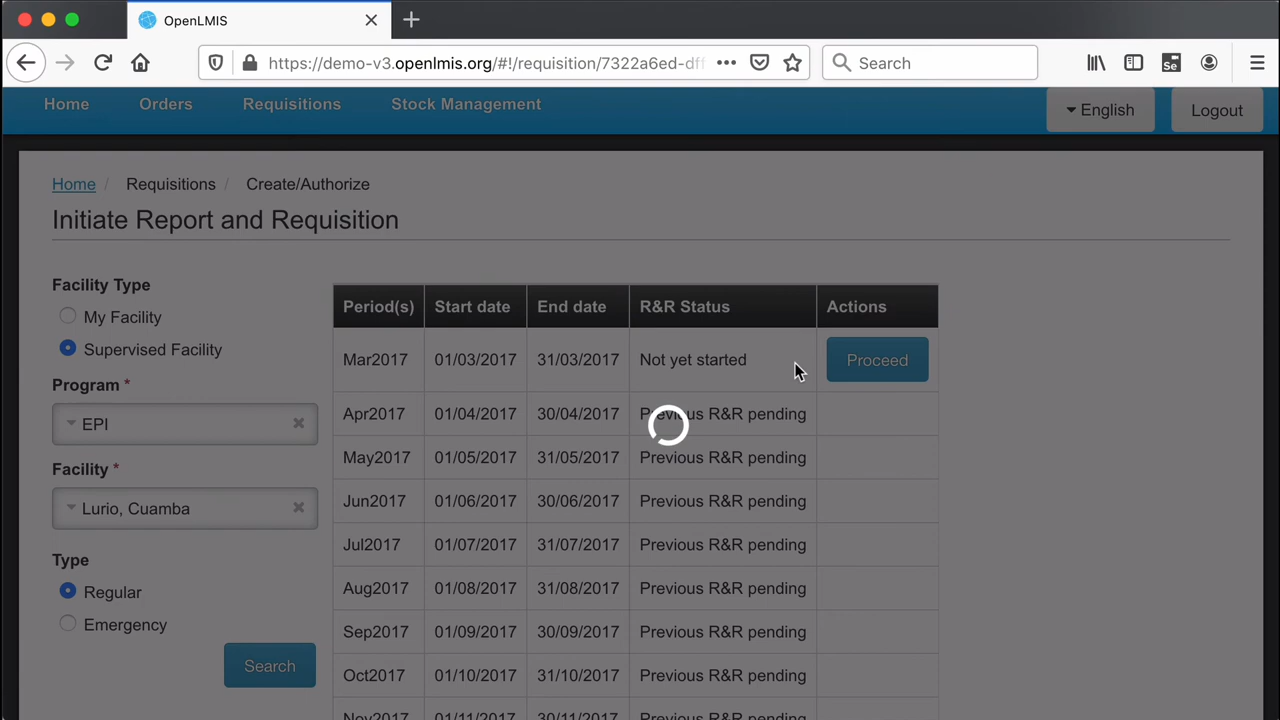 OpenLMIS
https://demo-v3.openlmis.org/#!/requisition/7322a6ed-dff
Search
Home Orders Requisitions Stock Management English Logout
Home / Requisitions / Create/Authorize
Initiate Report and Requisition
Facility Type
My Facility
Supervised Facility
Program *
EPI
Facility *
Lurio, Cuamba
Type
Regular
Emergency
Search
Period(s) Start date End date R&R Status Actions
Mar2017 01/03/2017 31/03/2017 Not yet started Proceed
Apr2017 01/04/2017 30/04/2017 Previous R&R pending
May2017 01/05/2017 31/05/2017 Previous R&R pending
Jun2017 01/06/2017 30/06/2017 Previous R&R pending
Jul2017 01/07/2017 31/07/2017 Previous R&R pending
Aug2017 01/08/2017 31/08/2017 Previous R&R pending
Sep2017 01/09/2017 30/09/2017 Previous R&R pending
Oct2017 01/10/2017 31/10/2017 Previous R&R pending
Nov2017 01/11/2017 30/11/2017 Previous R&R pending